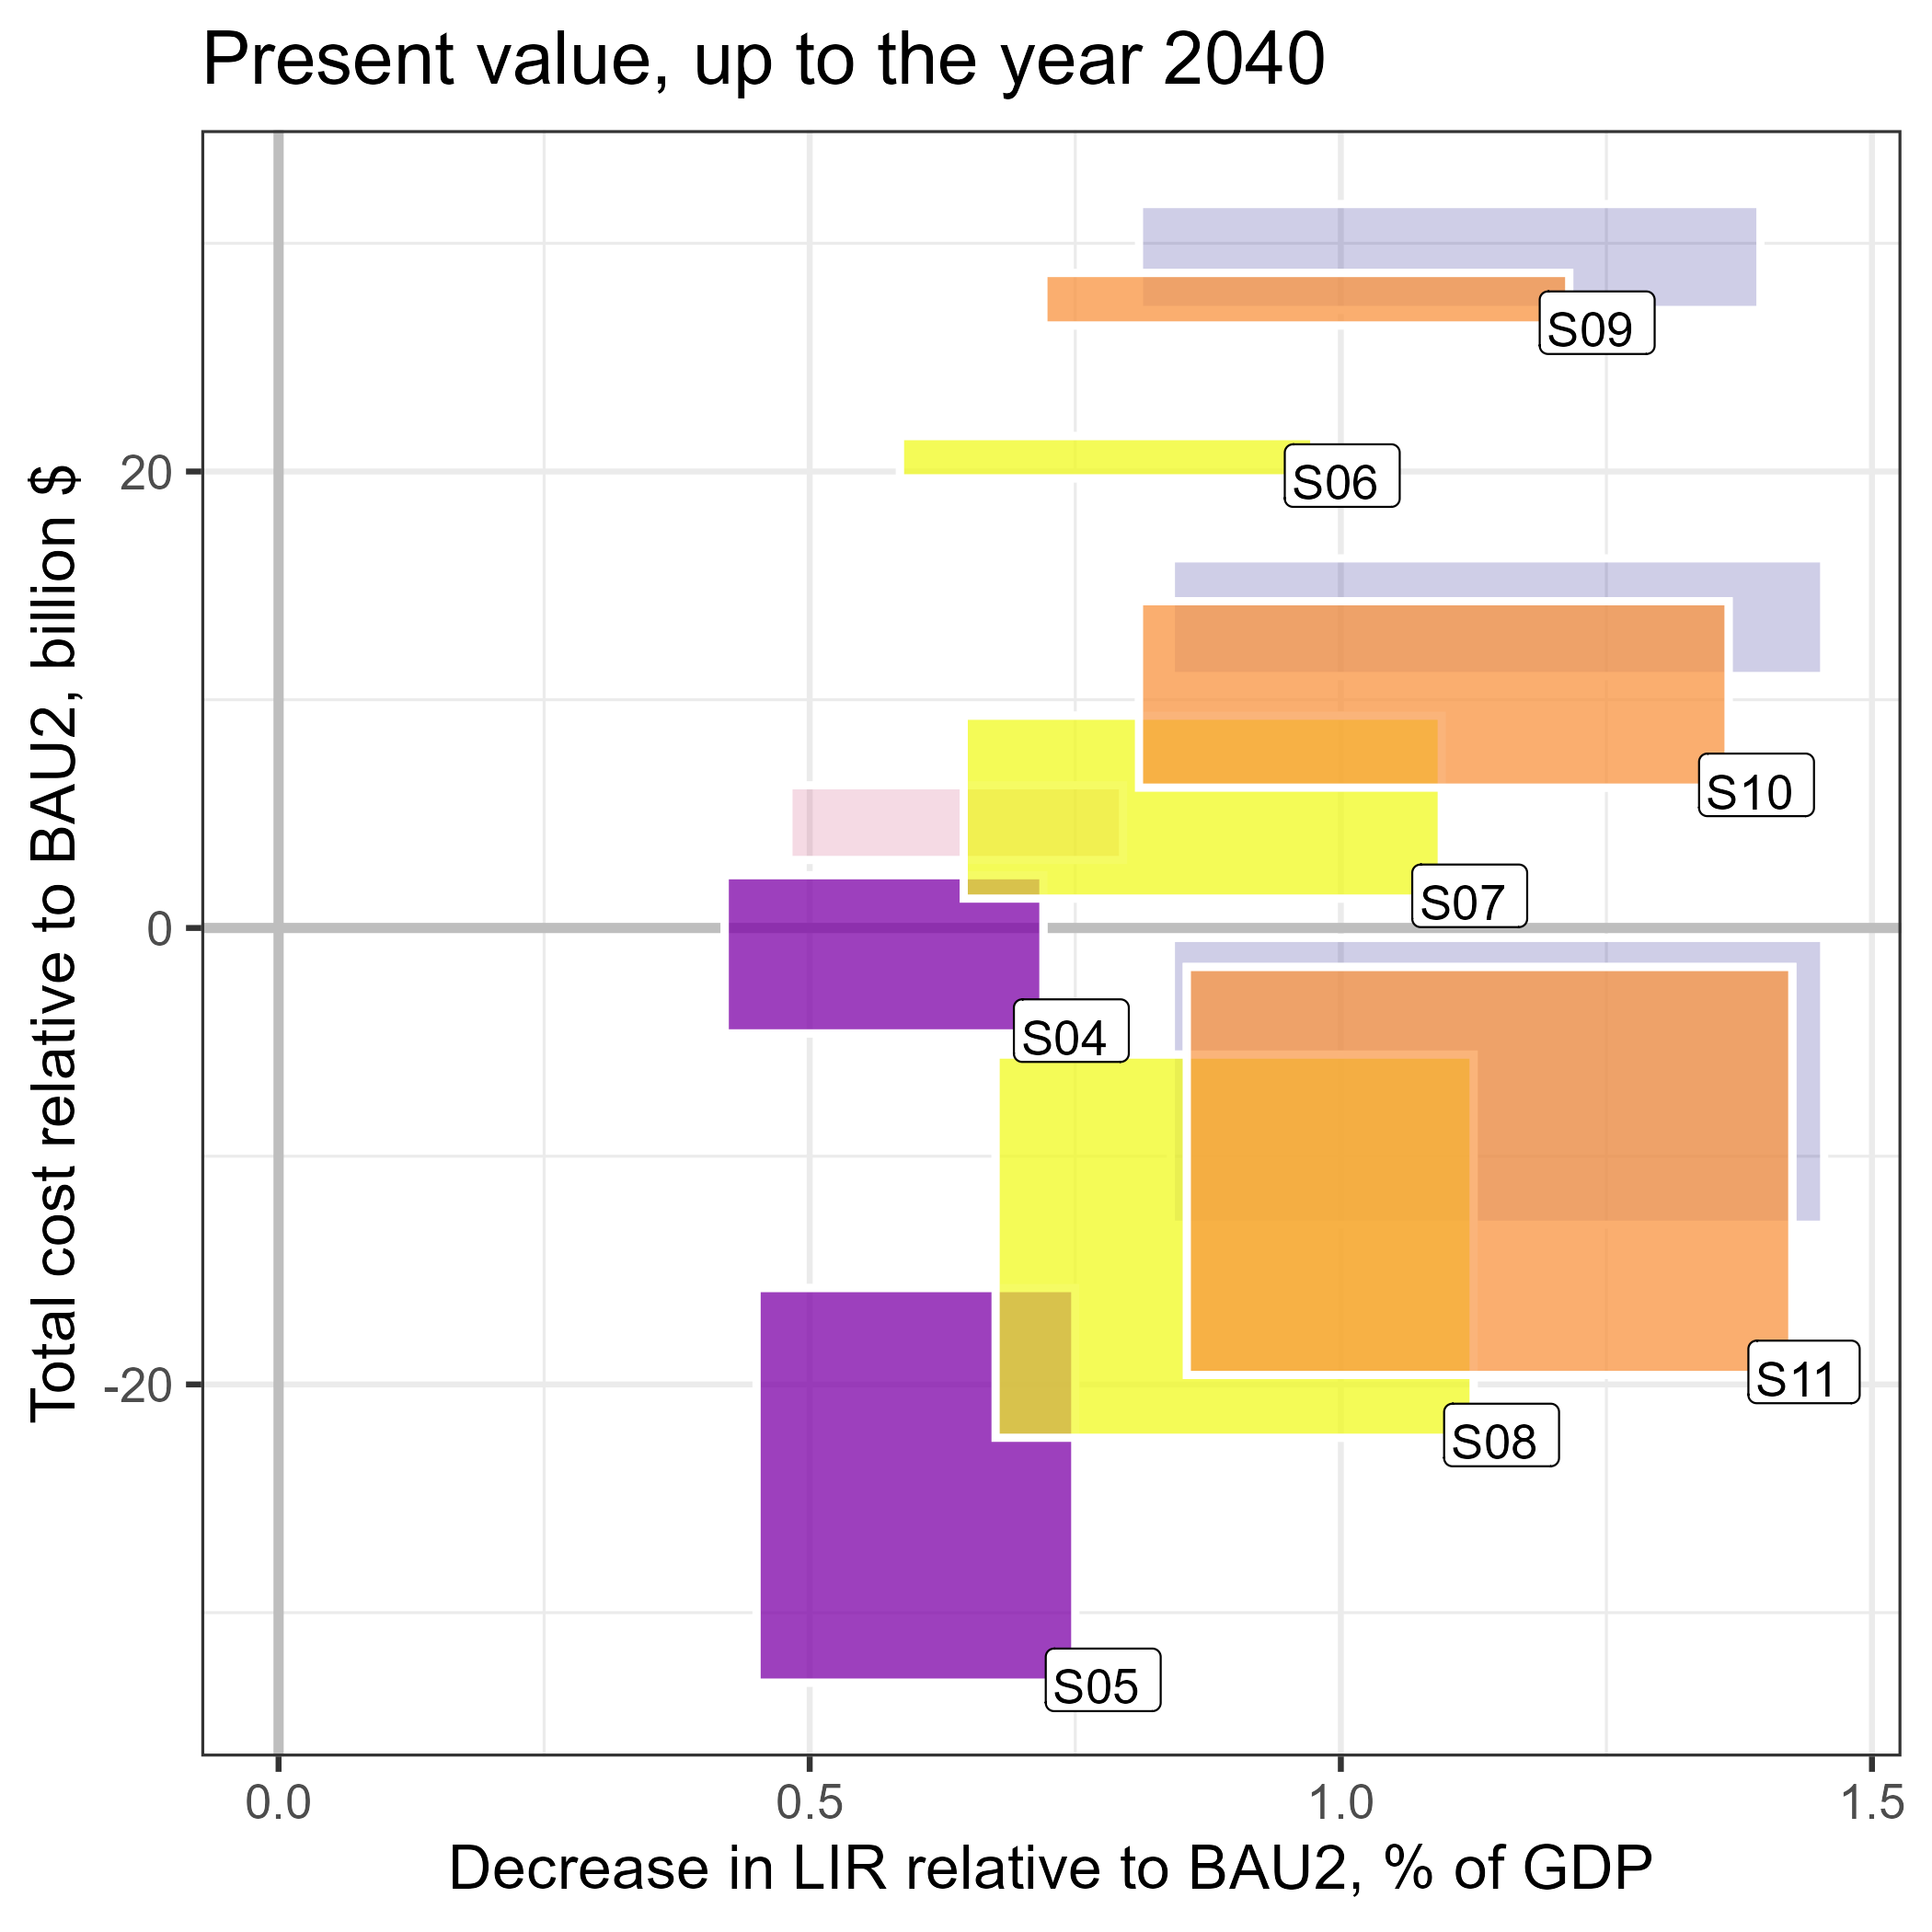 Present value, up to the year 2040
Total cost relative to BAU2, billion $
20
0
-20
S09
S06
S10
S07
S04
S11
S08
S05
0.0
0.5
1.0
1.5
Decrease in LIR relative to BAU2, % of GDP